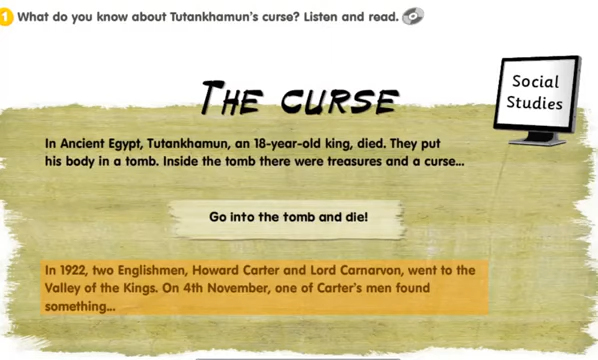 1 What do you know about Tutankhamun's curse? Listen and read.
THE CURSE
Social
Studies
In Ancient Egypt, Tutankhamun, an 18-year-old king, died. They put
his body in a tomb. Inside the tomb there were treasures and a curse...
Go into the tomb and die!
In 1922, two Englishmen, Howard Carter and Lord Carnarvon, went to the
Valley of the Kings. On 4th November, one of Carter's men found
something...